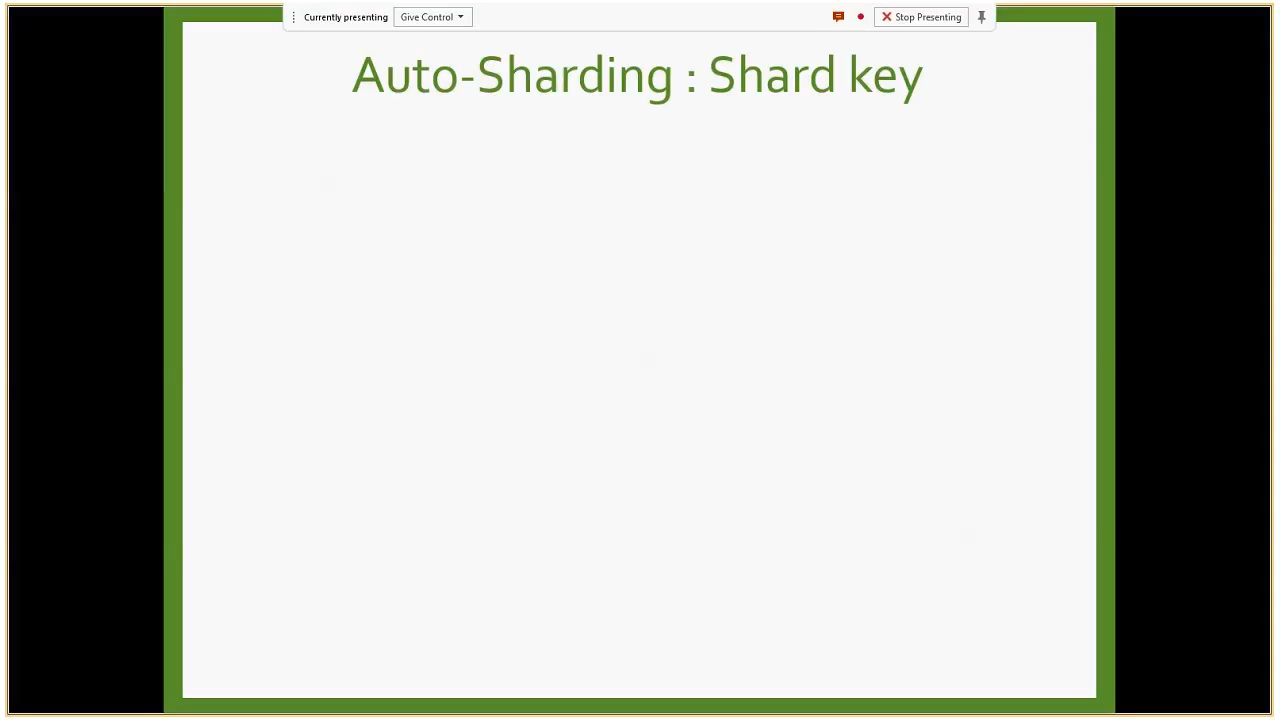 Currently presenting Give Control Stop Presenting
Auto-Sharding : Shard key